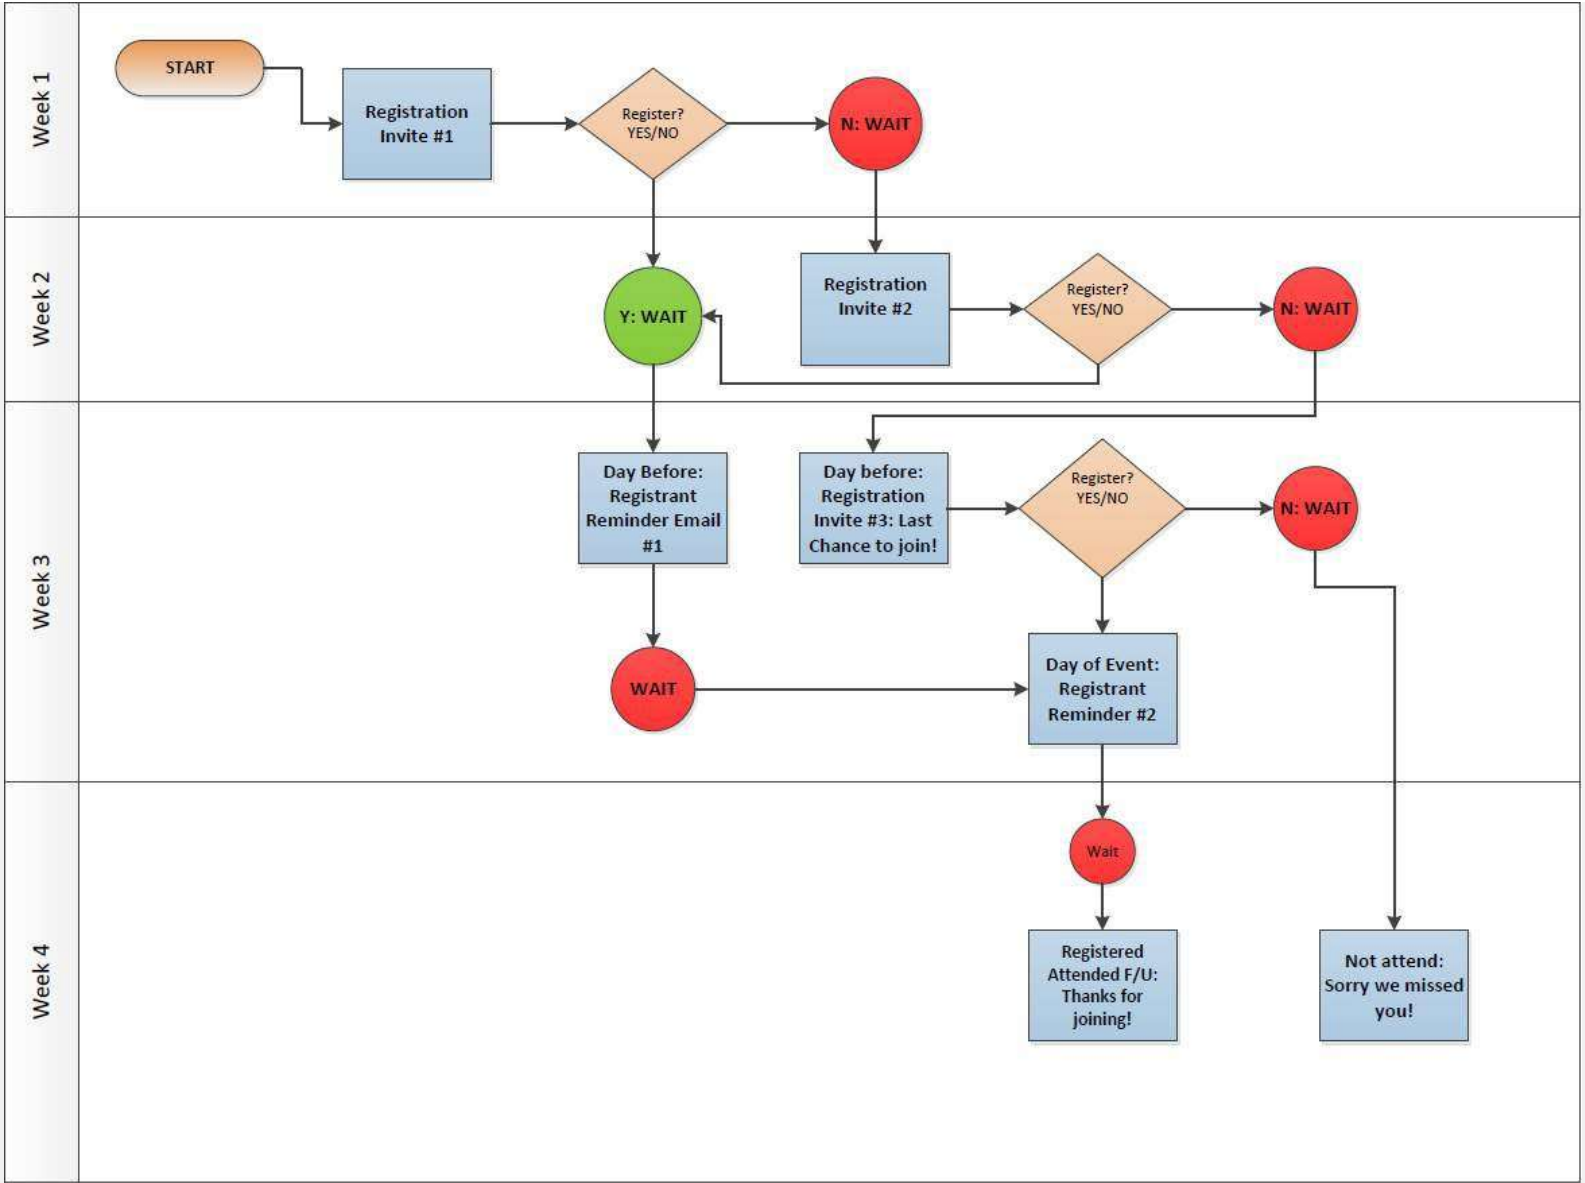 Week 1
START
Registration
Invite #1
Register?
YES/NO
N: WAIT
Week 2
Y: WAIT
Registration
Invite #2
Register?
YES/NO
N: WAIT
Week 3
Day Before:
Registrant
Reminder Email
#1
Day before:
Registration
Invite #3: Last
Chance to join!
Register?
YES/NO
N: WAIT
WAIT
Day of Event:
Registrant
Reminder #2
Week 4
Wait
Registered
Attended F/U:
Thanks for
joining!
Not attend:
Sorry we missed
you!